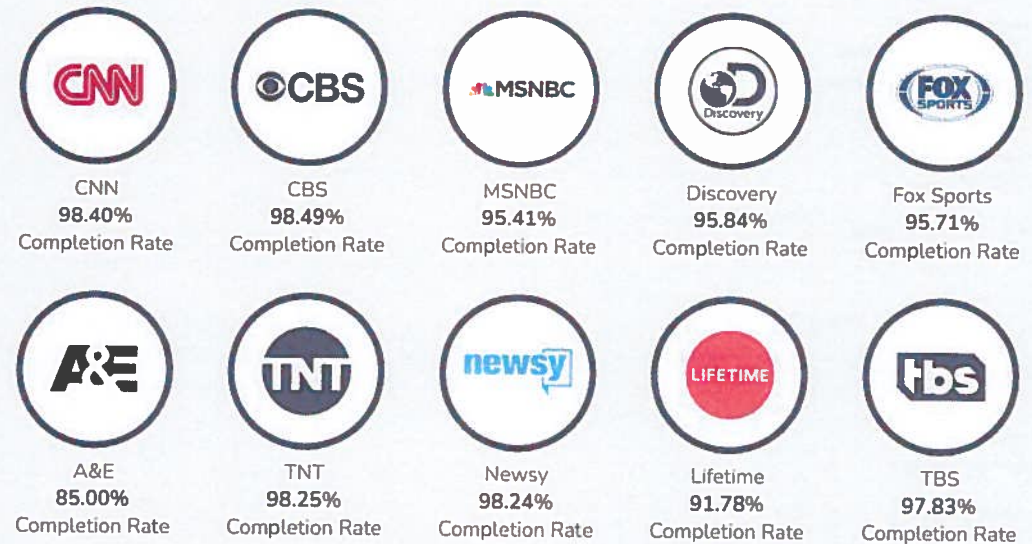 CNN
CBS
MSNBC
Discovery
FOX
SPORTS
CNN
98.40%
Completion Rate
CBS
98.49%
Completion Rate
MSNBC
95.41%
Completion Rate
Discovery
95.84%
Completion Rate
Fox Sports
95.71%
Completion Rate
A&E
TNT
newsy
LIFETIME
tbs
A&E
85.00%
Completion Rate
TNT
98.25%
Completion Rate
Newsy
98.24%
Completion Rate
Lifetime
91.78%
Completion Rate
TBS
97.83%
Completion Rate